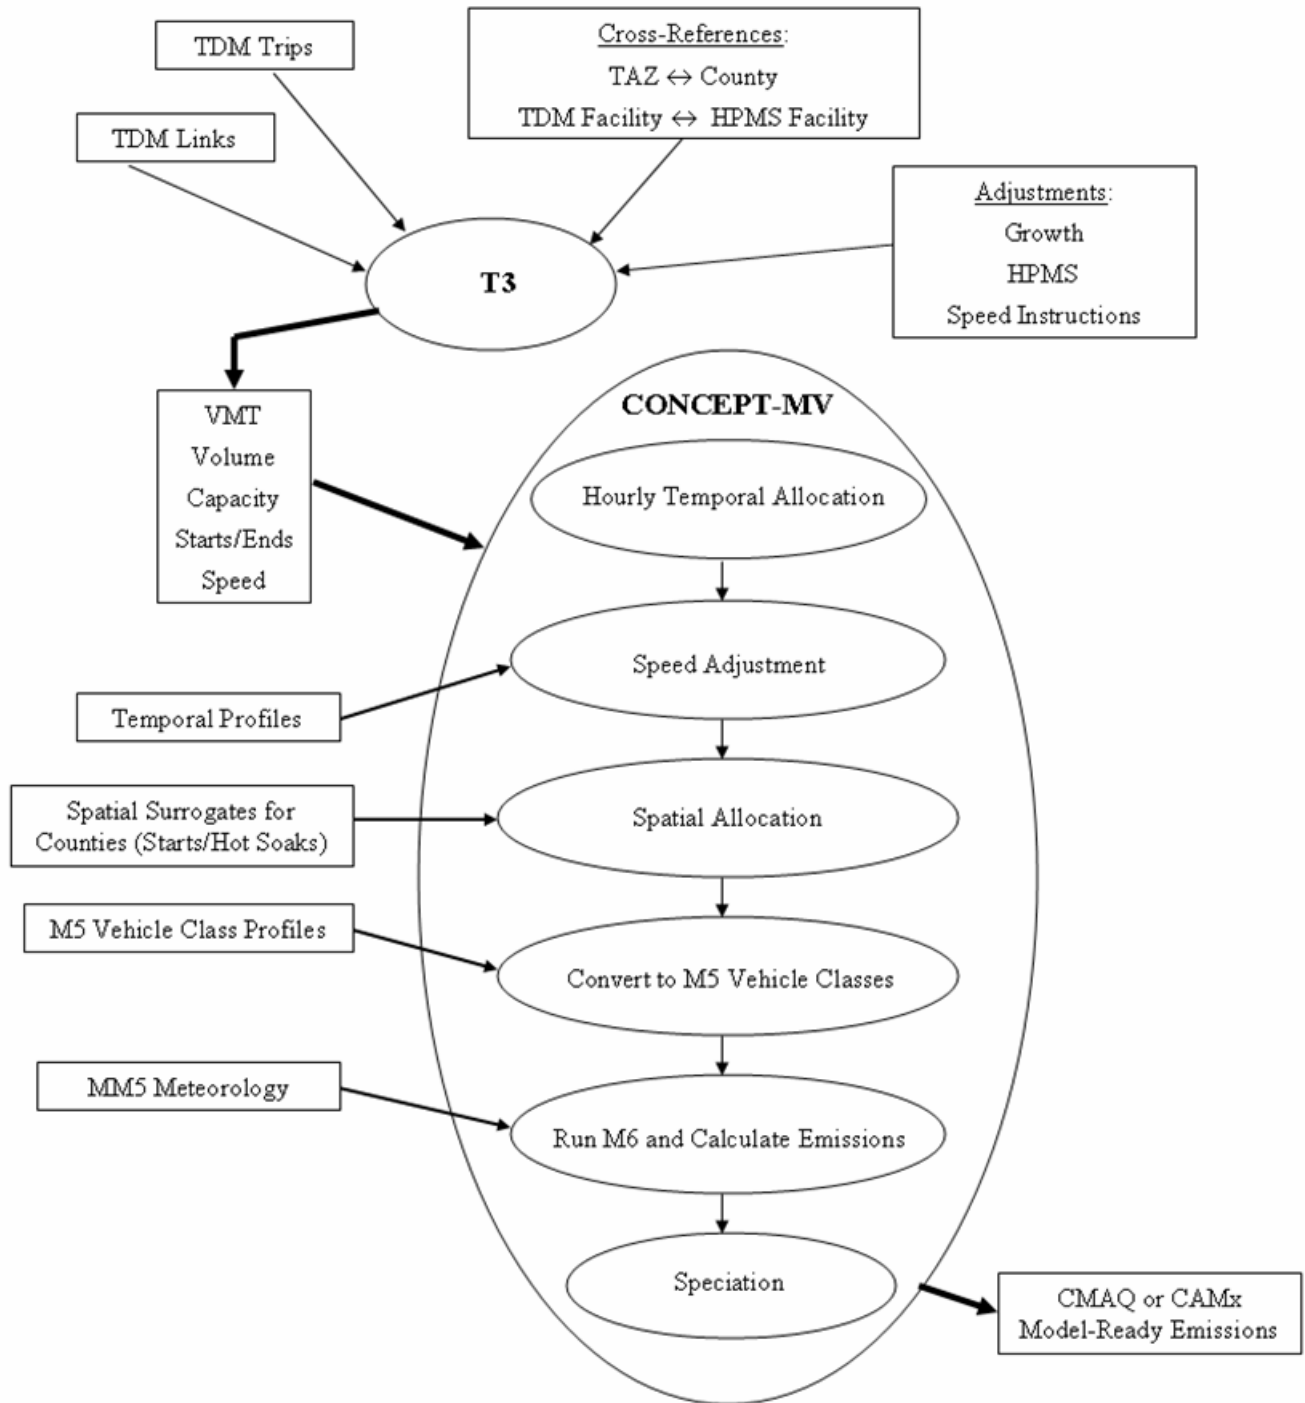 TDM Trips
Cross-References:
TAZ ↔ County
TDM Facility ↔ HPMS Facility
TDM Links
Adjustments:
Growth
HPMS
Speed Instructions
T3
VMT
Volume
Capacity
Starts/Ends
Speed
CONCEPT-MV
Hourly Temporal Allocation
Speed Adjustment
Temporal Profiles
Spatial Surrogates for
Counties (Starts/Hot Soaks)
Spatial Allocation
M5 Vehicle Class Profiles
Convert to M5 Vehicle Classes
MM5 Meteorology
Run M6 and Calculate Emissions
Speciation
CMAQ or CAMx
Model-Ready Emissions